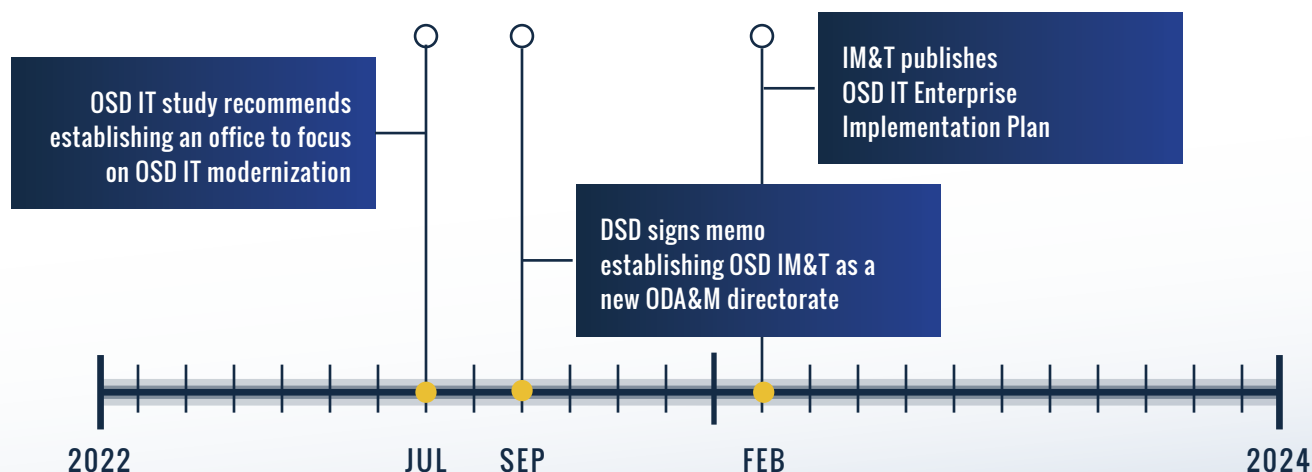 OSD IT study recommends
establishing an office to focus
on OSD IT modernization
DSD signs memo
establishing OSD IM&T as a
new ODA&M directorate
IM&T publishes
OSD IT Enterprise
Implementation Plan
2022
JUL
SEP
FEB
2024